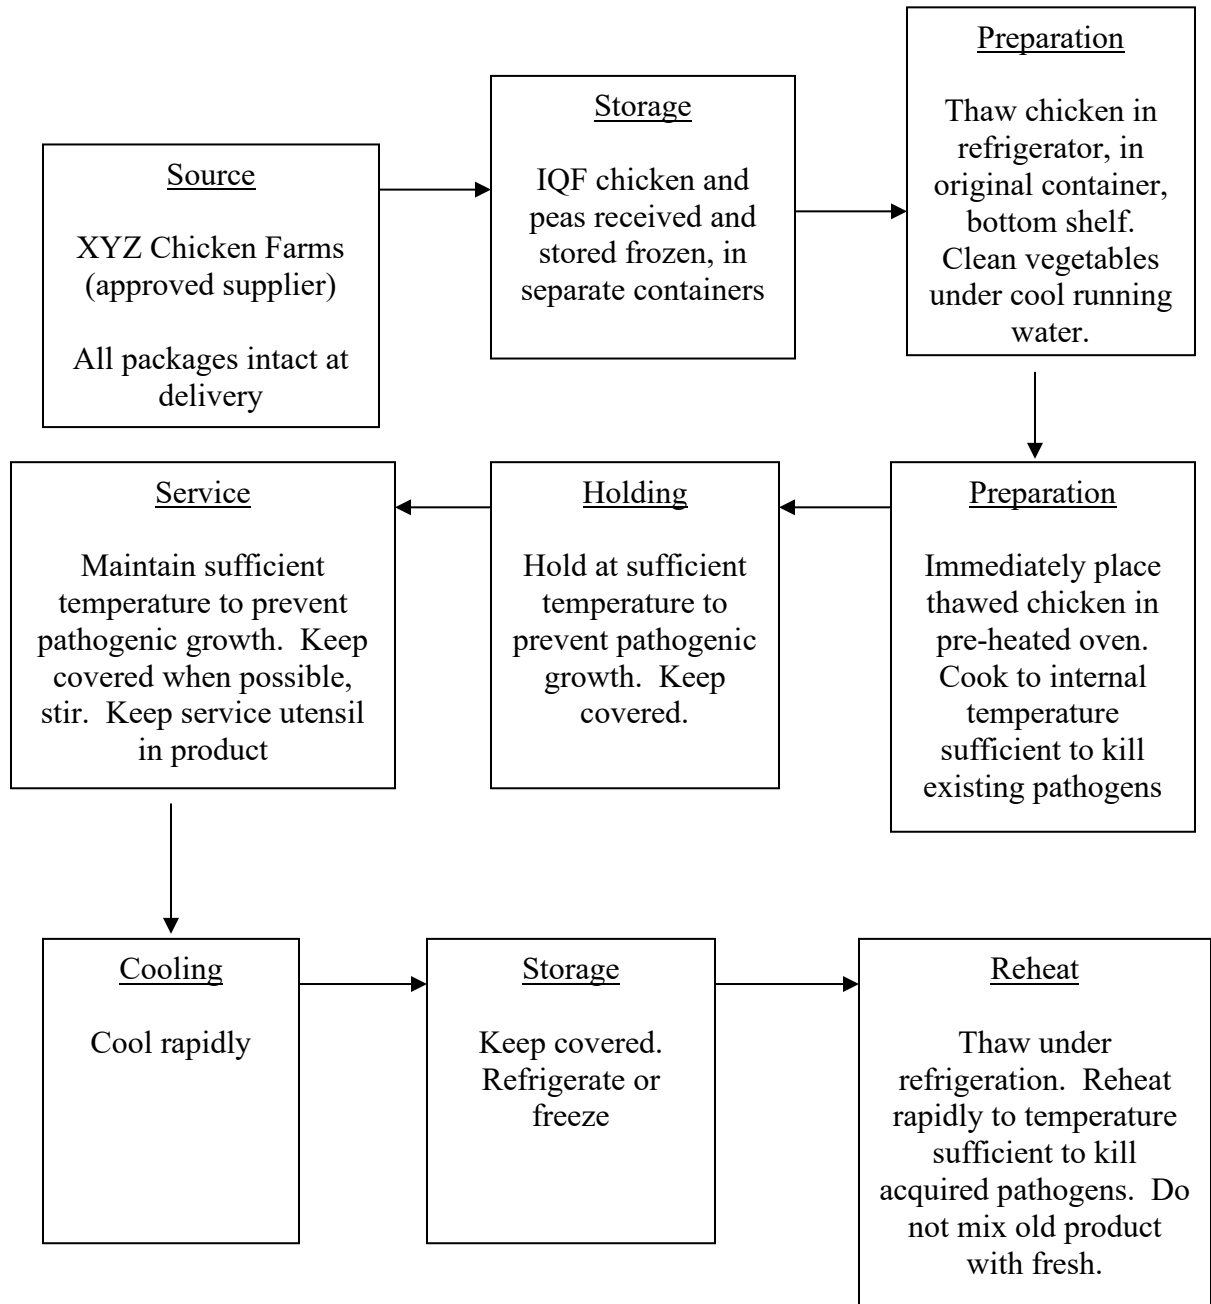 Source
XYZ Chicken Farms
(approved supplier)
All packages intact at
delivery
Storage
IQF chicken and
peas received and
stored frozen, in
separate containers
Preparation
Thaw chicken in
refrigerator, in
original container,
bottom shelf.
Clean vegetables
under cool running
water.
Preparation
Immediately place
thawed chicken in
pre-heated oven.
Cook to internal
temperature
sufficient to kill
existing pathogens
Holding
Hold at sufficient
temperature to
prevent pathogenic
growth.  Keep
covered.
Service
Maintain sufficient
temperature to prevent
pathogenic growth.  Keep
covered when possible,
stir.  Keep service utensil
in product
Cooling
Cool rapidly
Storage
Keep covered.
Refrigerate or
freeze
Reheat
Thaw under
refrigeration.  Reheat
rapidly to temperature
sufficient to kill
acquired pathogens.  Do
not mix old product
with fresh.